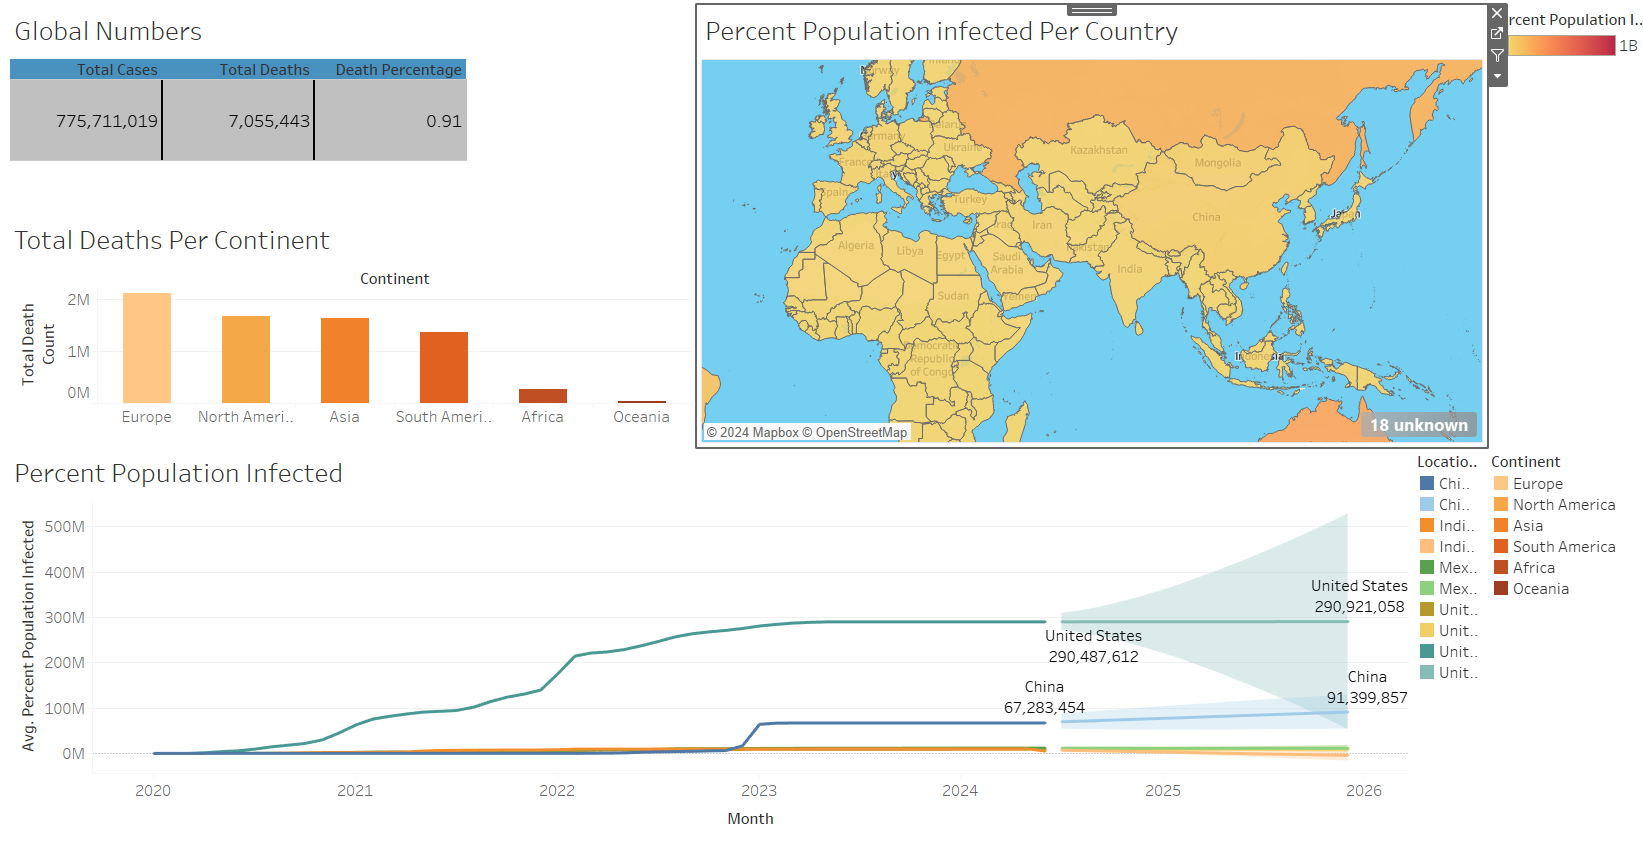 Global Numbers
Total Cases Total Deaths Death Percentage
775,711,019 7,055,443 0.91
Total Deaths Per Continent
Continent
Total Death
Count
2M
1M
0M
Europe North Ameri.. Asia South Ameri.. Africa Oceania
Percent Population infected Per Country
rcent Population I..
1B
Norway
Belarus
Germany
Ukraine
France
Spain
Turkey
Kazakhstan
Mongolia
China
Japan
Iraq
Iran
Pakistan
India
Algeria
Libya
Egypt
Saudi
Arabia
Sudan
Yemen
Democratic
Republic
of Congo
Indonesia
© 2024 Mapbox © OpenStreetMap
18 unknown
Percent Population Infected
Avg. Percent Population Infected
500M
400M
300M
200M
100M
0M
United States
290,921,058
United States
290,487,612
China
67,283,454
China
91,399,857
2020 2021 2022 2023 2024 2025 2026
Month
Locatio..
Chi..
Chi..
Indi..
Indi..
Mex..
Mex..
Unit..
Unit..
Unit..
Unit..
Continent
Europe
North America
Asia
South America
Africa
Oceania